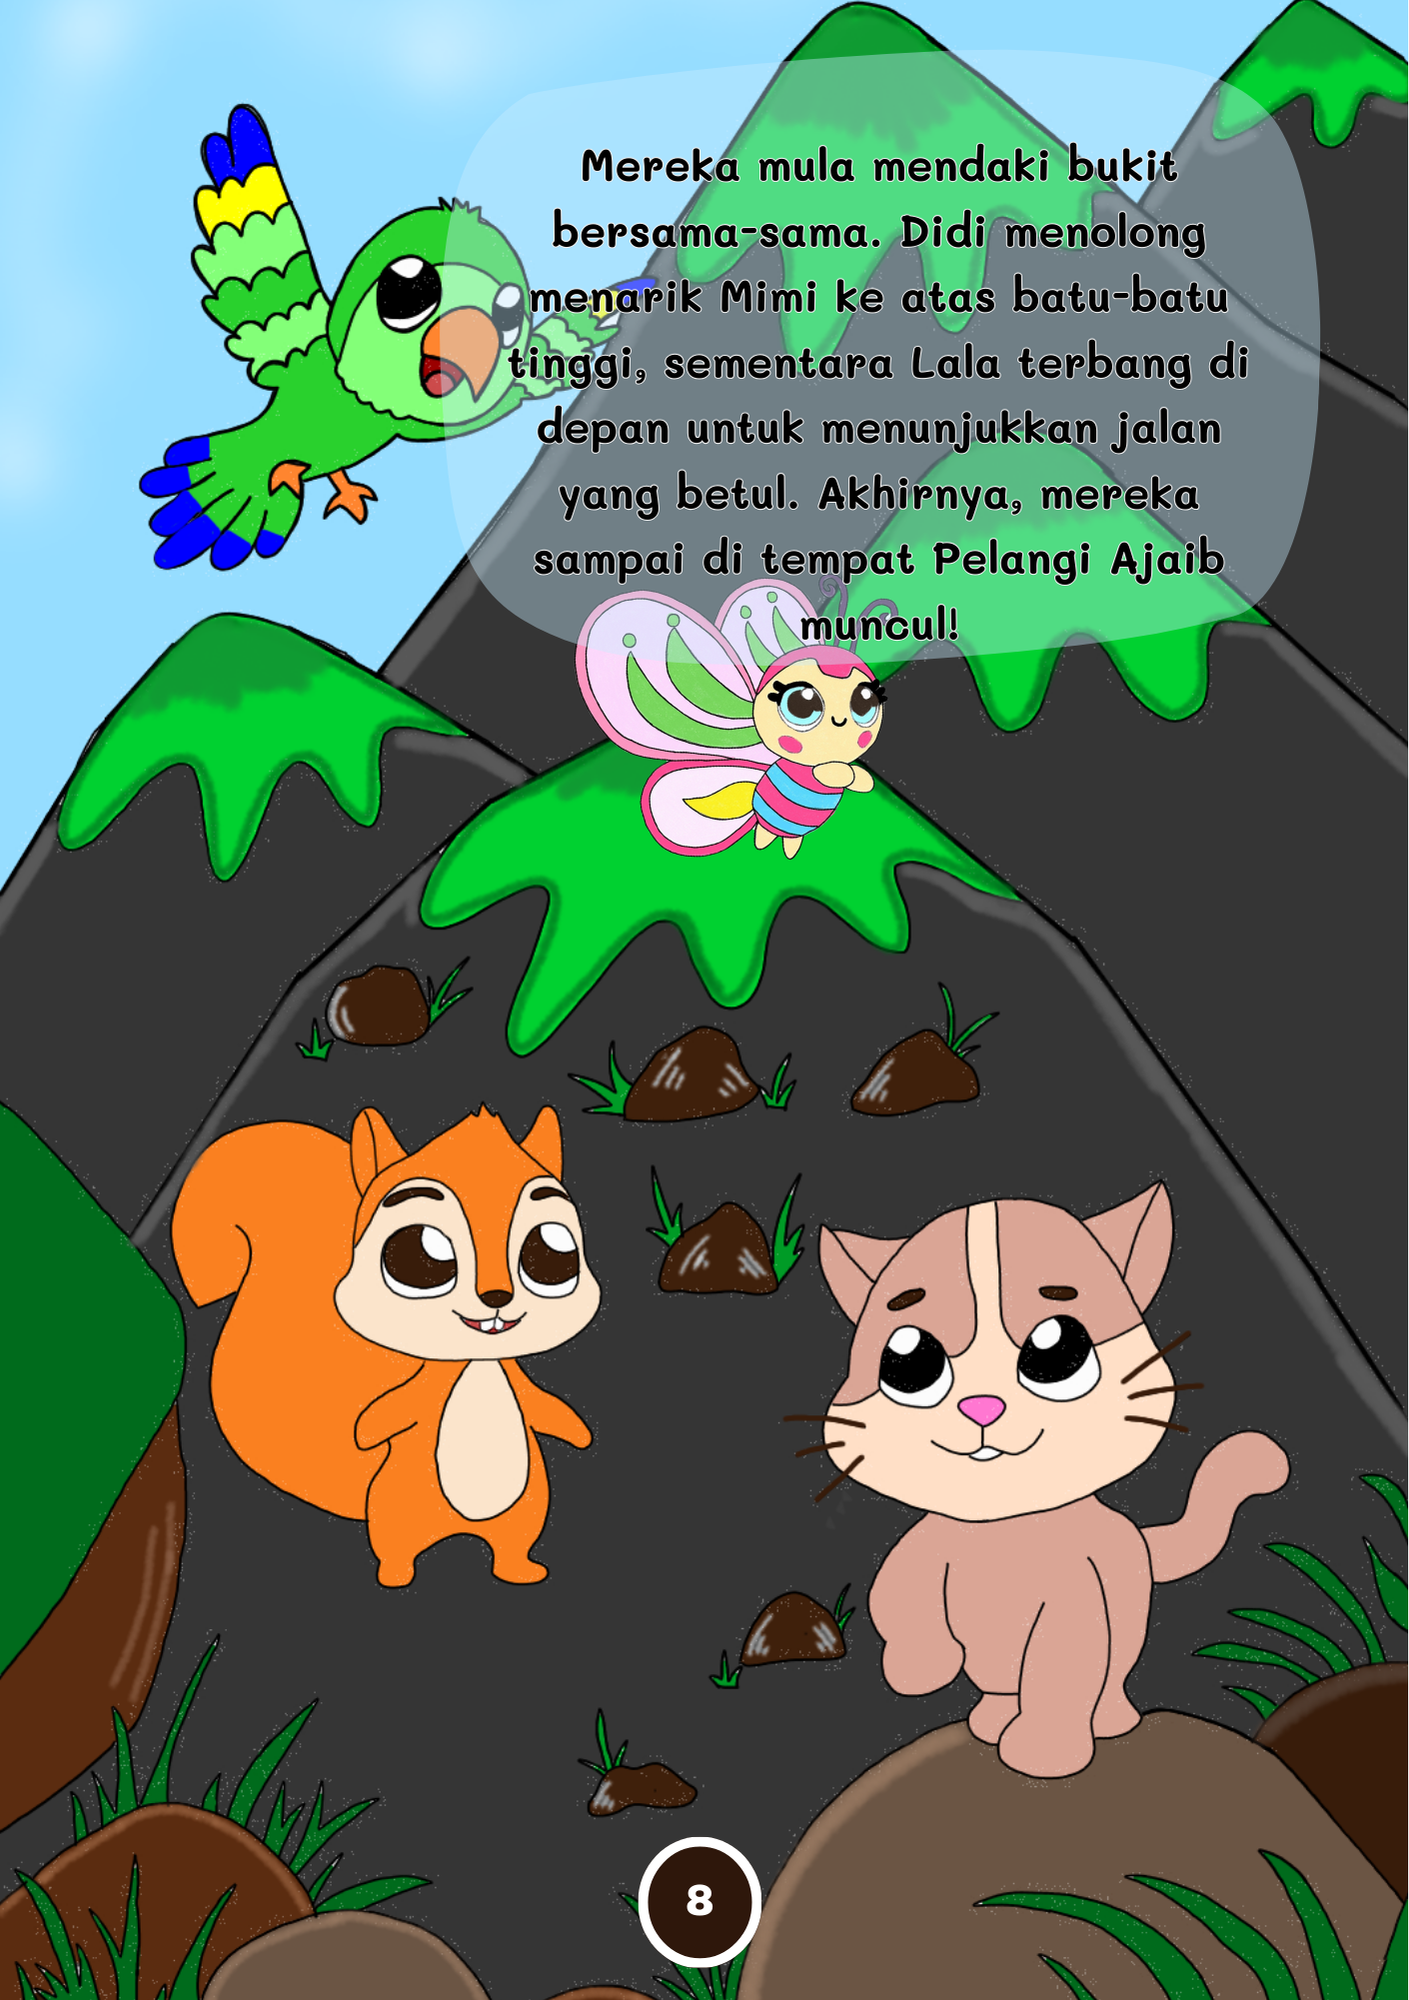 Mereka mula mendaki bukit
bersama-sama. Didi menolong
menarik Mimi ke atas batu-batu
tinggi, sementara Lala terbang di
depan untuk menunjukkan jalan
yang betul. Akhirnya, mereka
sampai di tempat Pelangi Ajaib
muncul!
8